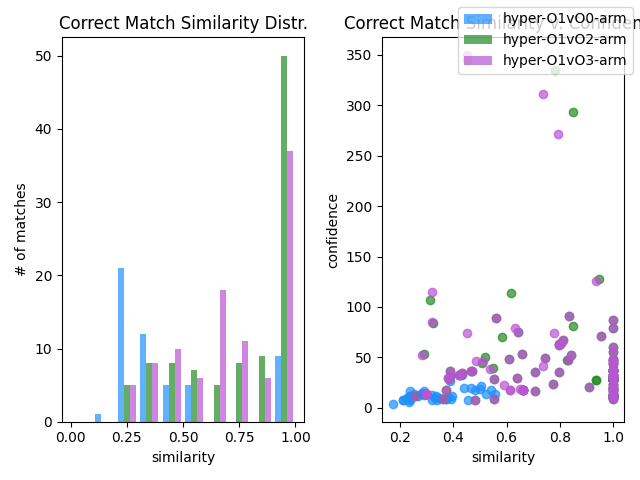 Correct Match Similarity Distr.
Correct Match Similarity v. Confiden
hyper-O1vO0-arm
hyper-O1vO2-arm
hyper-O1vO3-arm
# of matches
50
40
30
20
10
0
0.00 0.25 0.50 0.75 1.00
similarity
confidence
350
300
250
200
150
100
50
0
0.2 0.4 0.6 0.8 1.0
similarity